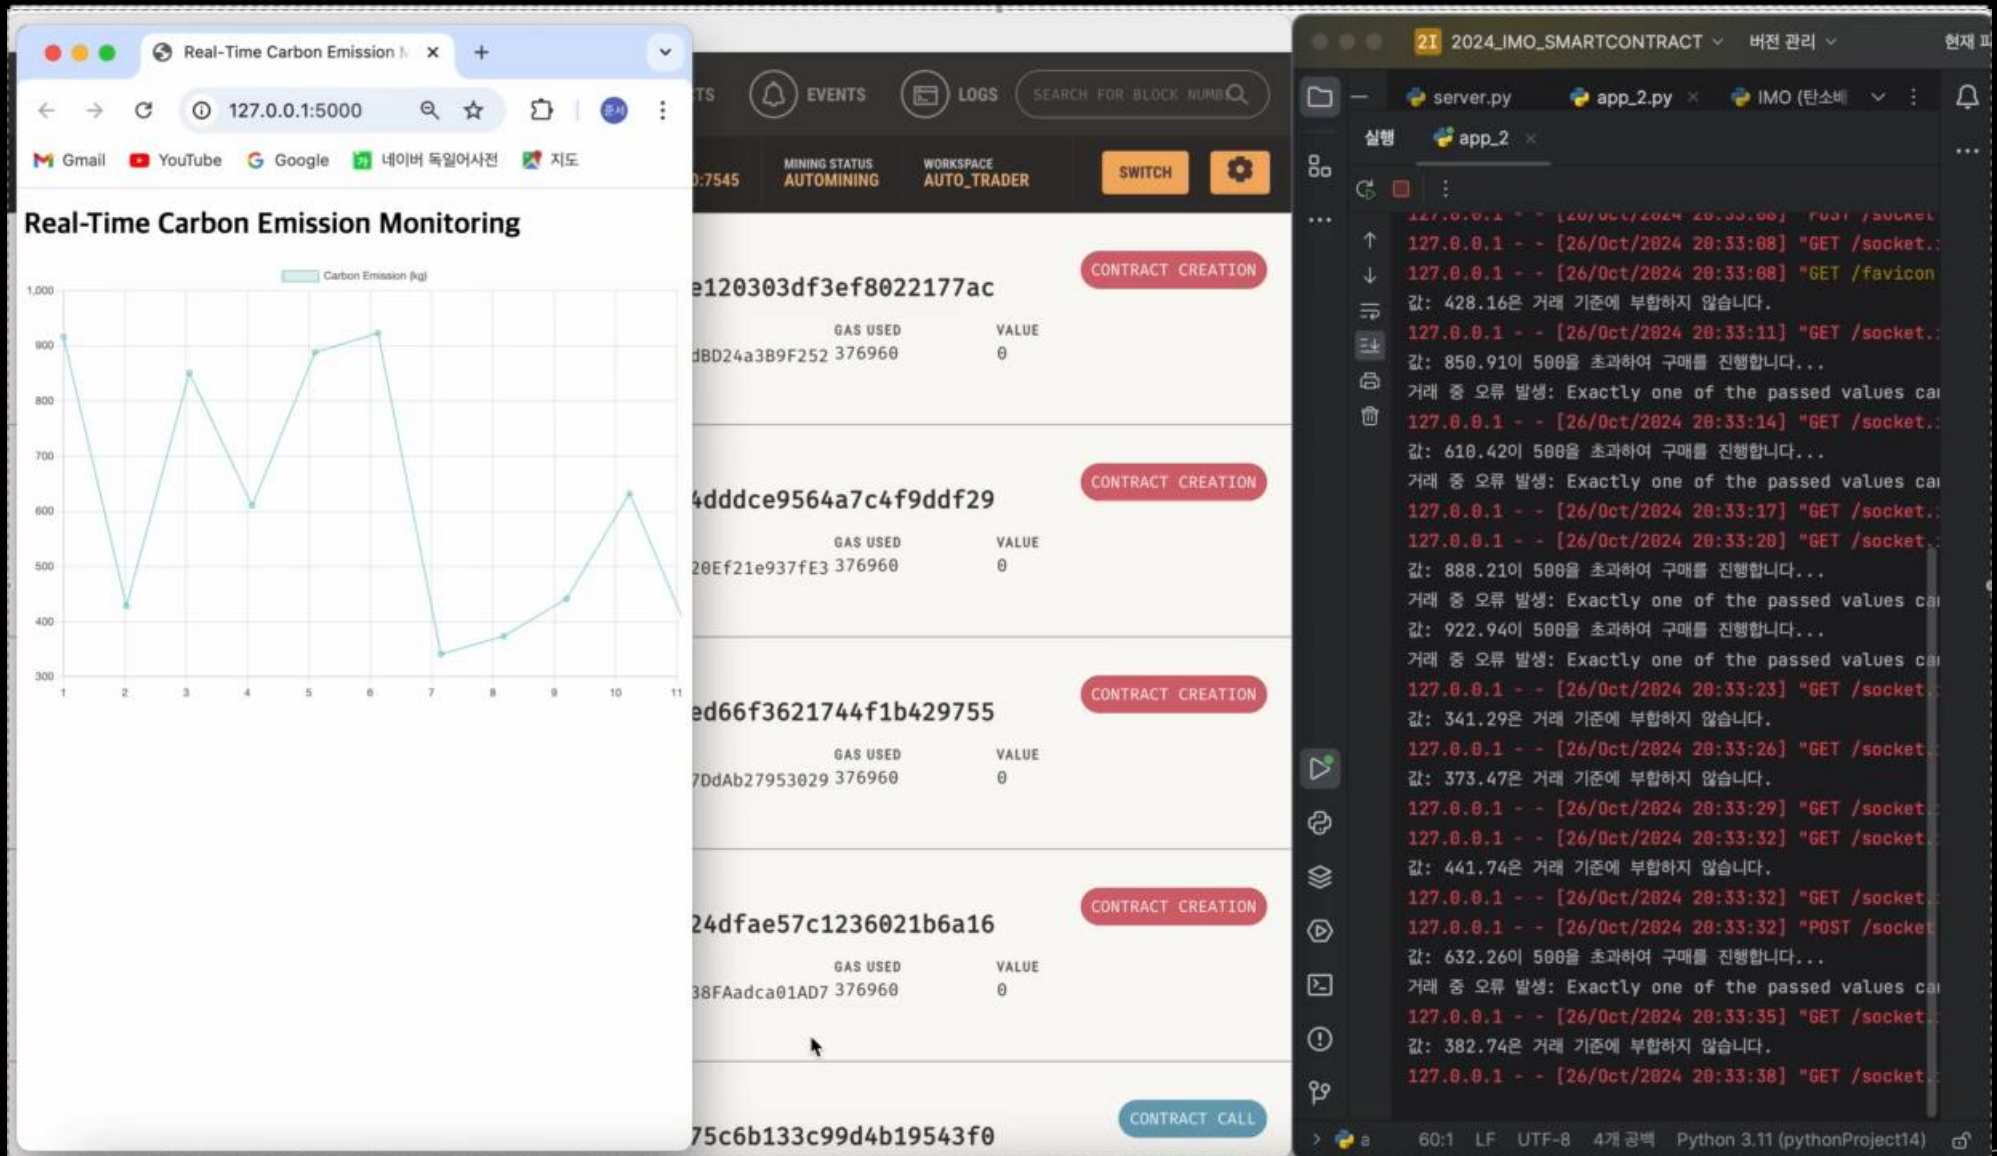 Real-Time Carbon Emission
127.0.0.1:5000
준서
Gmail
YouTube
Google
네이버 독일어사전
지도
Real-Time Carbon Emission Monitoring
Carbon Emission (kg)
1,000
900
800
700
600
500
400
300
1 2 3 4 5 6 7 8 9 10 11
EVENTS
LOGS
SEARCH FOR BLOCK
:7545
MINING STATUS
AUTOMINING
WORKSPACE
AUTO_TRADER
SWITCH
e120303df3ef8022177ac
CONTRACT CREATION
GAS USED
VALUE
dBD24a3B9F252 376960 0
4dddce9564a7c4f9ddf29
CONTRACT CREATION
GAS USED
VALUE
20Ef21e937fE3 376960 0
ed66f3621744f1b429755
CONTRACT CREATION
GAS USED
VALUE
7DdAb27953029 376960 0
24dfae57c1236021b6a16
CONTRACT CREATION
GAS USED
VALUE
38FAadca01AD7 376960 0
75c6b133c99d4b19543f0
CONTRACT CALL
2I 2024_IMO_SMARTCONTRACT 버전 관리 현재
server.py app_2.py IMO (탄소배
실행 app_2
127.0.0.1 - - [26/Oct/2024 20:33:08] "POST /socket
127.0.0.1 - - [26/Oct/2024 20:33:08] "GET /socket.
127.0.0.1 - - [26/Oct/2024 20:33:08] "GET /favicon
값: 428.16은 거래 기준에 부합하지 않습니다.
127.0.0.1 - - [26/Oct/2024 20:33:11] "GET /socket.
값: 850.91이 500을 초과하여 구매를 진행합니다...
거래 중 오류 발생: Exactly one of the passed values
127.0.0.1 - - [26/Oct/2024 20:33:14] "GET /socket.
값: 610.42이 500을 초과하여 구매를 진행합니다...
거래 중 오류 발생: Exactly one of the passed values
127.0.0.1 - - [26/Oct/2024 20:33:17] "GET /socket.
127.0.0.1 - - [26/Oct/2024 20:33:20] "GET /socket.
값: 888.21이 500을 초과하여 구매를 진행합니다...
거래 중 오류 발생: Exactly one of the passed values
값: 922.94이 500을 초과하여 구매를 진행합니다...
거래 중 오류 발생: Exactly one of the passed values
127.0.0.1 - - [26/Oct/2024 20:33:23] "GET /socket.
값: 341.29은 거래 기준에 부합하지 않습니다.
127.0.0.1 - - [26/Oct/2024 20:33:26] "GET /socket.
값: 373.47은 거래 기준에 부합하지 않습니다.
127.0.0.1 - - [26/Oct/2024 20:33:29] "GET /socket.
127.0.0.1 - - [26/Oct/2024 20:33:32] "GET /socket.
값: 441.74은 거래 기준에 부합하지 않습니다.
127.0.0.1 - - [26/Oct/2024 20:33:32] "GET /socket.
127.0.0.1 - - [26/Oct/2024 20:33:32] "POST /socket
값: 632.26이 500을 초과하여 구매를 진행합니다...
거래 중 오류 발생: Exactly one of the passed values
127.0.0.1 - - [26/Oct/2024 20:33:35] "GET /socket.
값: 382.74은 거래 기준에 부합하지 않습니다.
127.0.0.1 - - [26/Oct/2024 20:33:38] "GET /socket.
a 60:1 LF UTF-8 4개 공백 Python 3.11 (pythonProject14)